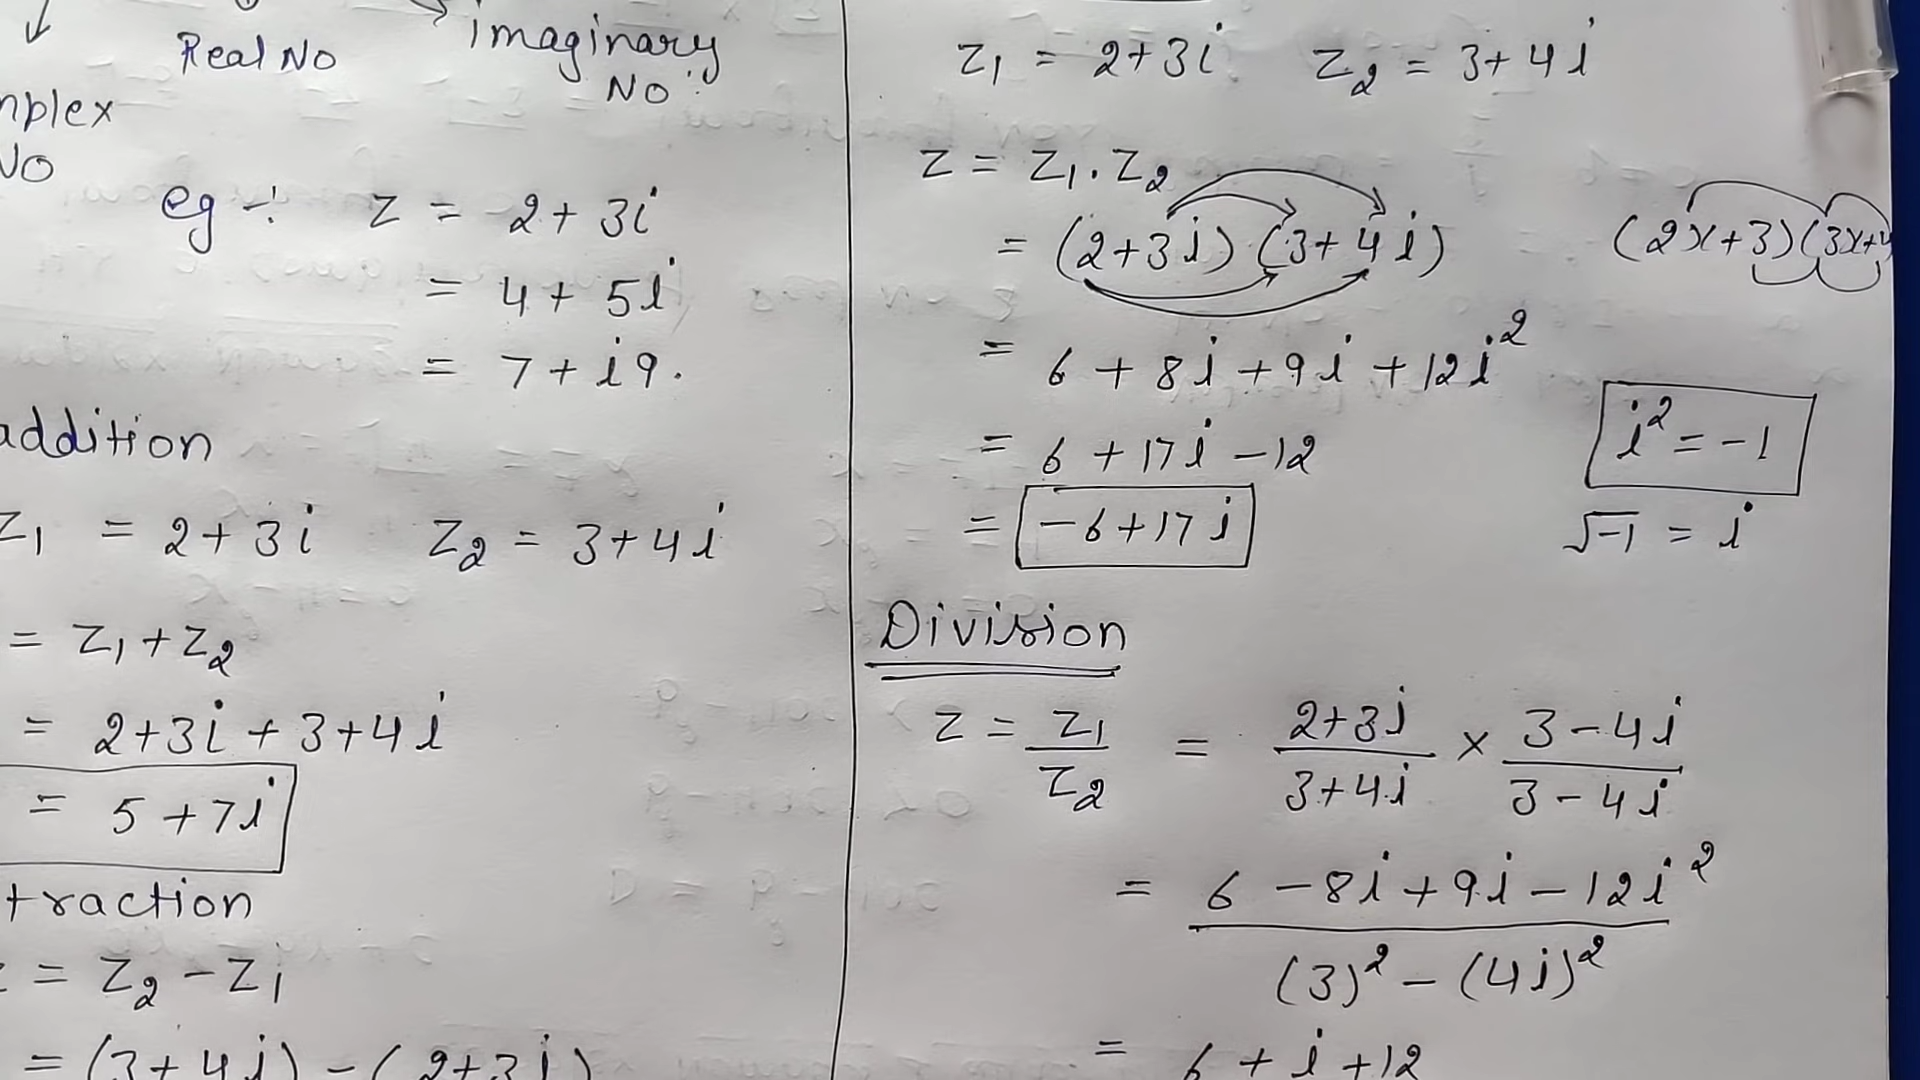 Real No
imaginary
No:
mplex
No
eg ÷ z = 2 + 3i
= 4 + 5i
= 7 + i9.
addition
z₁ = 2 + 3i z₂ = 3 + 4i
= z₁ + z₂
= 2+3i + 3+4i
= 5 + 7i
traction
= z₂ - z₁
= (3 + 4i) - (2+3i)
z₁ = 2+3i z₂ = 3+4i
z = z₁.z₂
= (2+3i) (3+4i) (2x+3)(3x+
= 6 + 8i + 9i + 12i²
i² = -1
= 6 + 17i - 12
= -6 + 17i
√-1 = i
Division
z = z₁/z₂ = (2+3i)/(3+4i) × (3-4i)/(3-4i)
= 6 - 8i + 9i - 12i²
(3)² - (4i)²
= 6 + i + 12